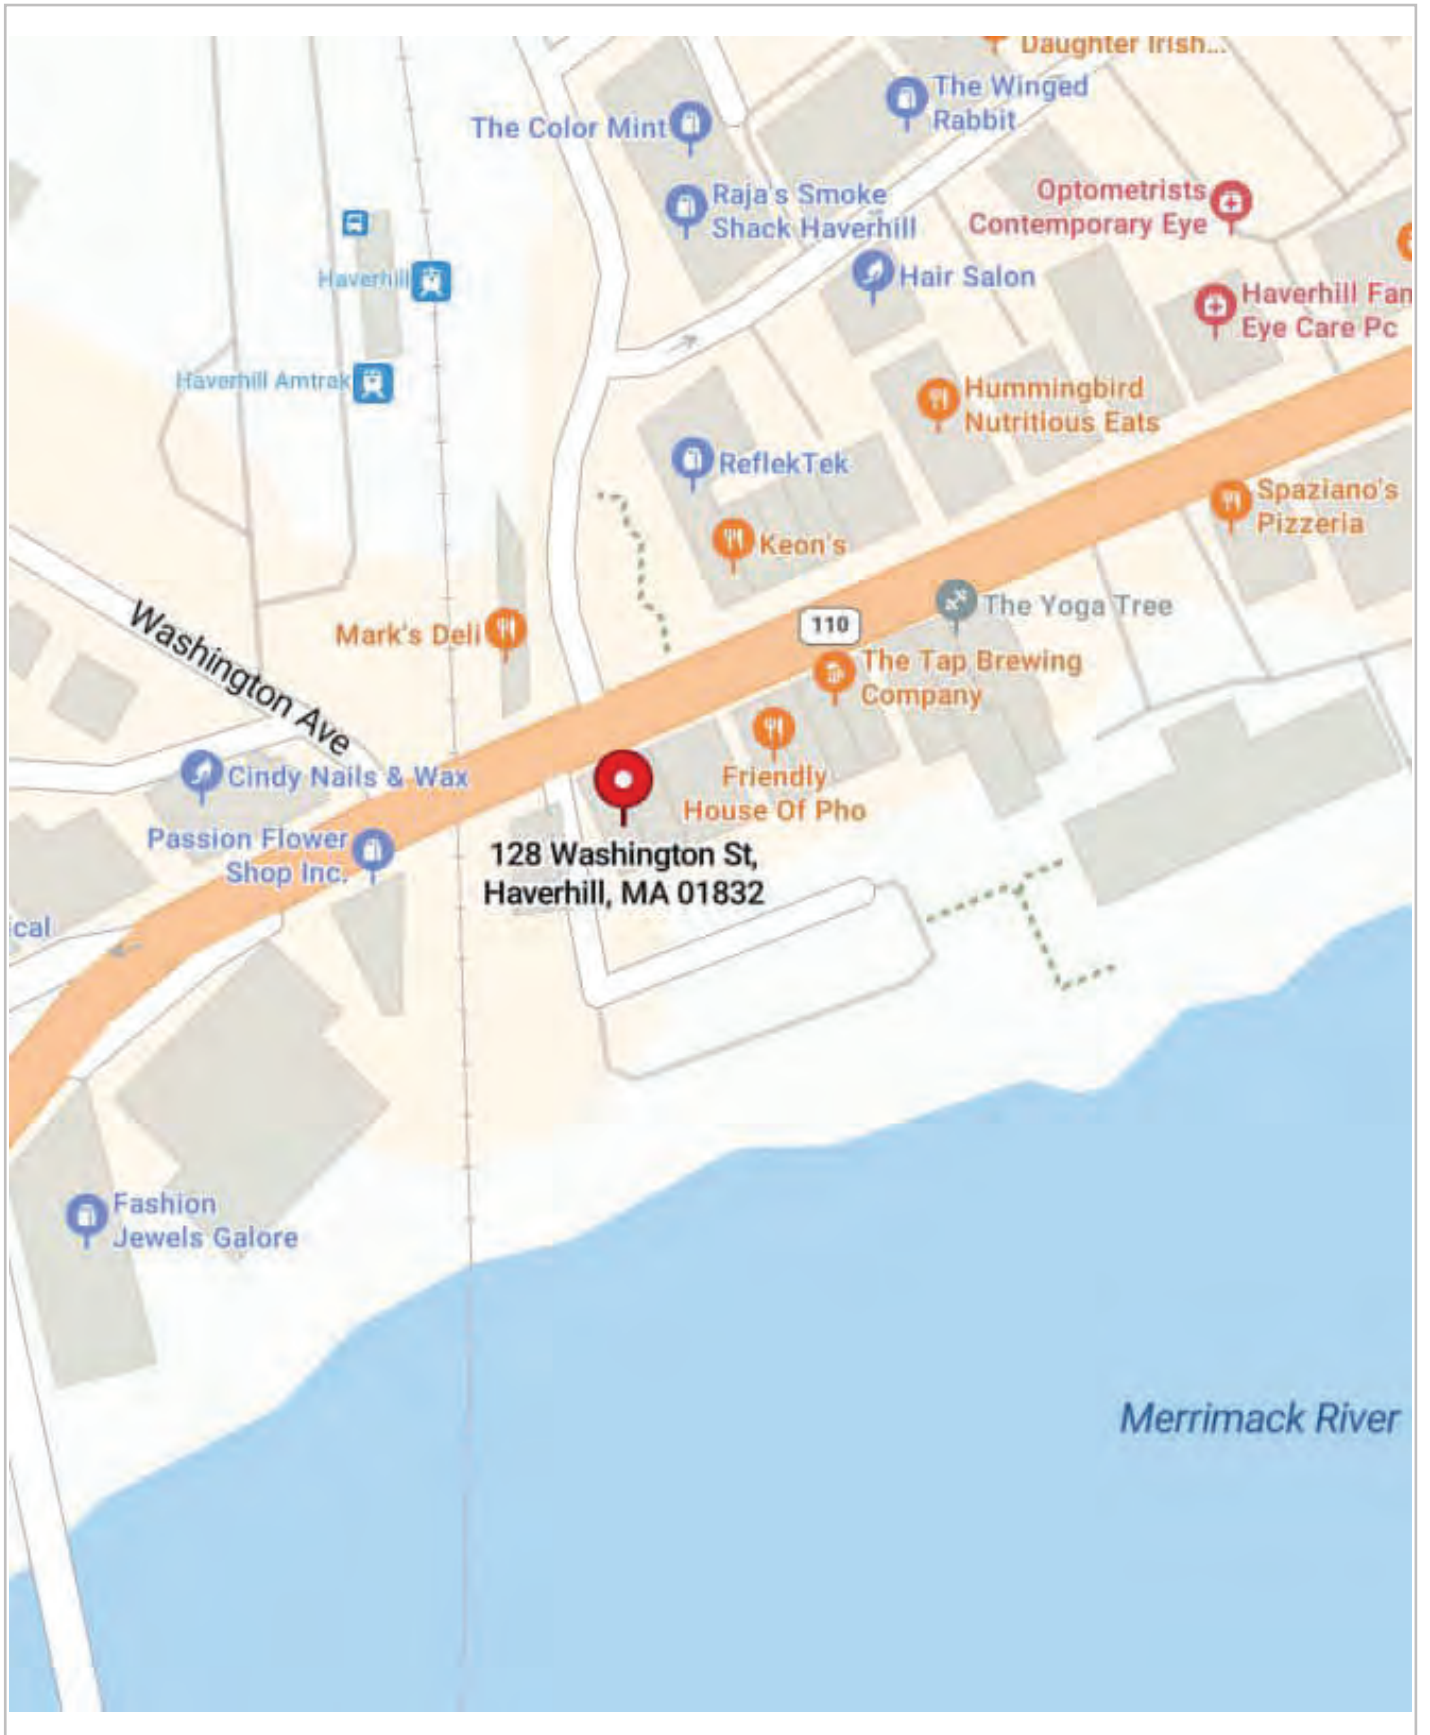 Daughter Irish...
The Winged
Rabbit
The Color Mint
Raja's Smoke
Shack Haverhill
Optometrists
Contemporary Eye
Haverhill
Hair Salon
Haverhill Fan
Eye Care Pc
Haverhill Amtrak
Hummingbird
Nutritious Eats
ReflekTek
Spaziano's
Pizzeria
Keon's
The Yoga Tree
110
Washington Ave
Mark's Deli
The Tap Brewing
Company
Cindy Nails & Wax
Friendly
House Of Pho
Passion Flower
Shop Inc.
128 Washington St,
Haverhill, MA 01832
ical
Fashion
Jewels Galore
Merrimack River